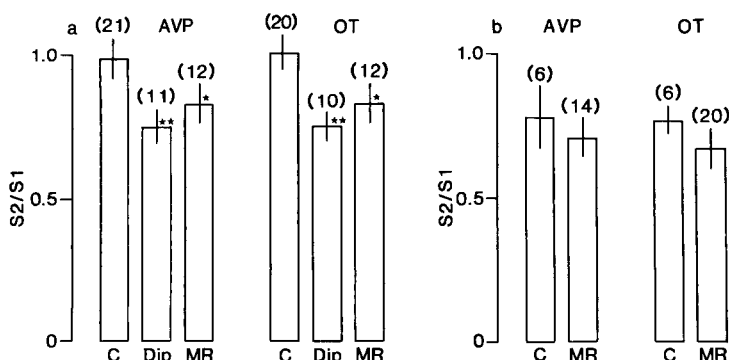 a
AVP
OT
(21)
(11)
**
(12)
*
(20)
(10)
**
(12)
*
S2/S1
1.0
0.5
0
C Dip MR
C Dip MR
b
AVP
OT
(6)
(14)
(6)
(20)
S2/S1
1.0
0.5
0
C MR
C MR